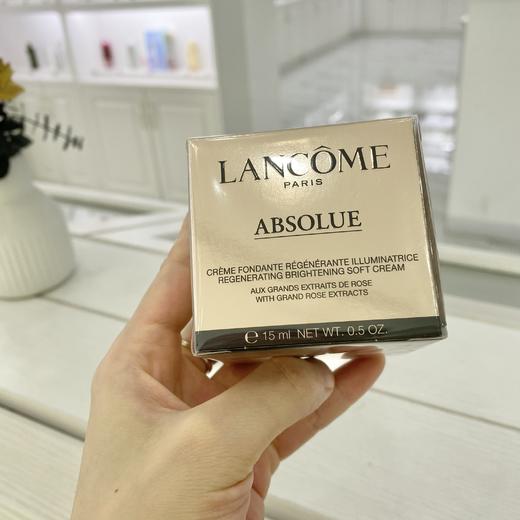 LANCÔME
PARIS
ABSOLUE
CRÈME FONDANTE RÉGÉNÉRANTE ILLUMINATRICE
REGENERATING BRIGHTENING SOFT CREAM
AUX GRANDS EXTRAITS DE ROSE
WITH GRAND ROSE EXTRACTS
℮ 15 ml NET WT. 0.5 OZ.